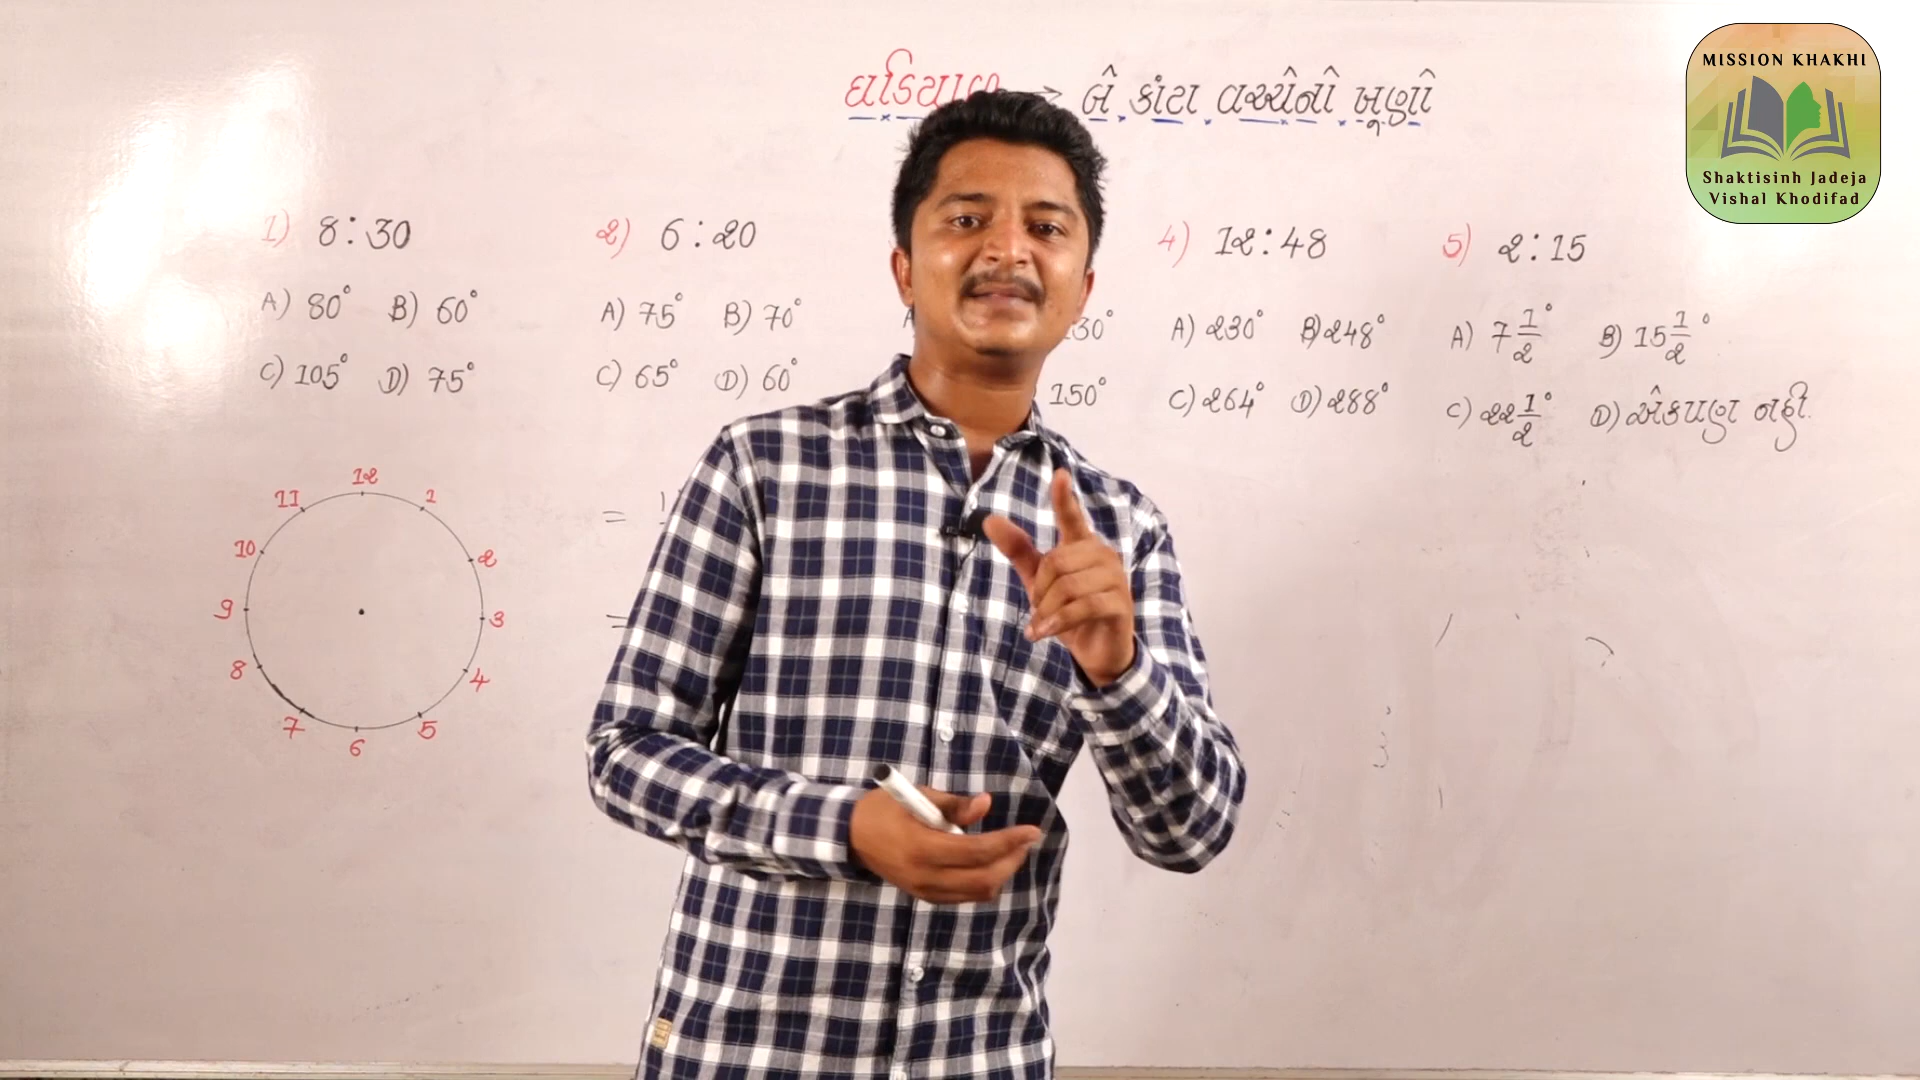 MISSION KHAKHI
Shaktisinh Jadeja
Vishal Khodifad
ઘડિયાળ → બે કાંટા વચ્ચેનો ખૂણો
1) 8:30
A) 80° B) 60°
C) 105° D) 75°
2) 6:20
A) 75° B) 70°
C) 65° D) 60°
150°
4) 12:48
A) 230° B) 248°
C) 264° D) 288°
5) 2:15
A) 7 1/2° B) 15 1/2°
C) 22 1/2° D) એકપણ નહી.
12
11 1
10 2
9 3
8 4
7 5
6
=
=